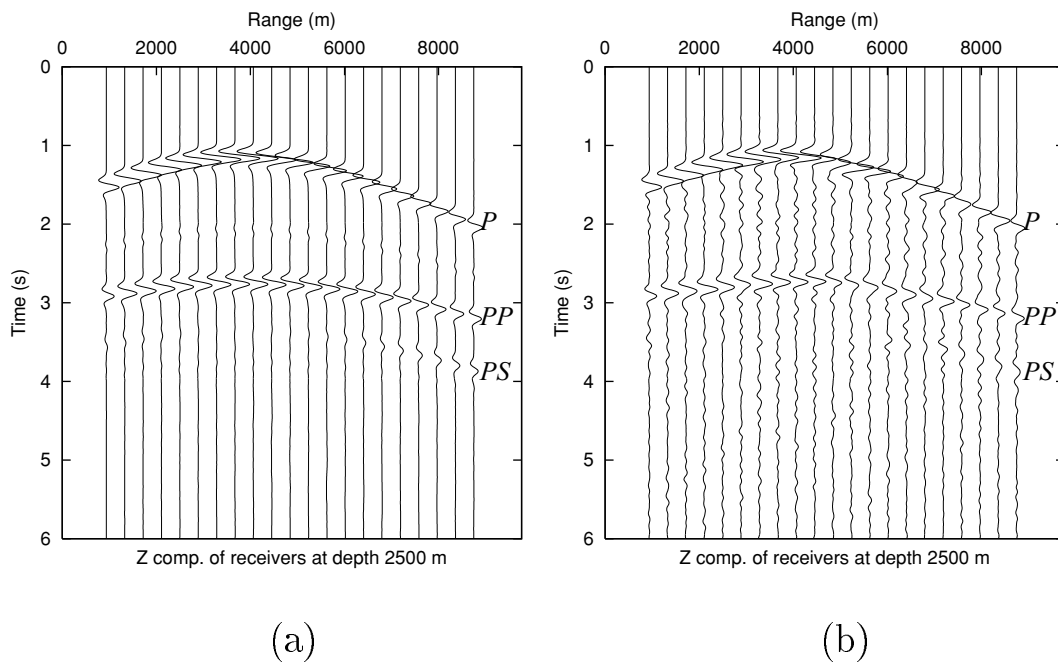 Range (m)
0 2000 4000 6000 8000
0
1
2
3
4
5
6
Time (s)
P
PP
PS
Z comp. of receivers at depth 2500 m
(a)
Range (m)
0 2000 4000 6000 8000
0
1
2
3
4
5
6
Time (s)
P
PP
PS
Z comp. of receivers at depth 2500 m
(b)